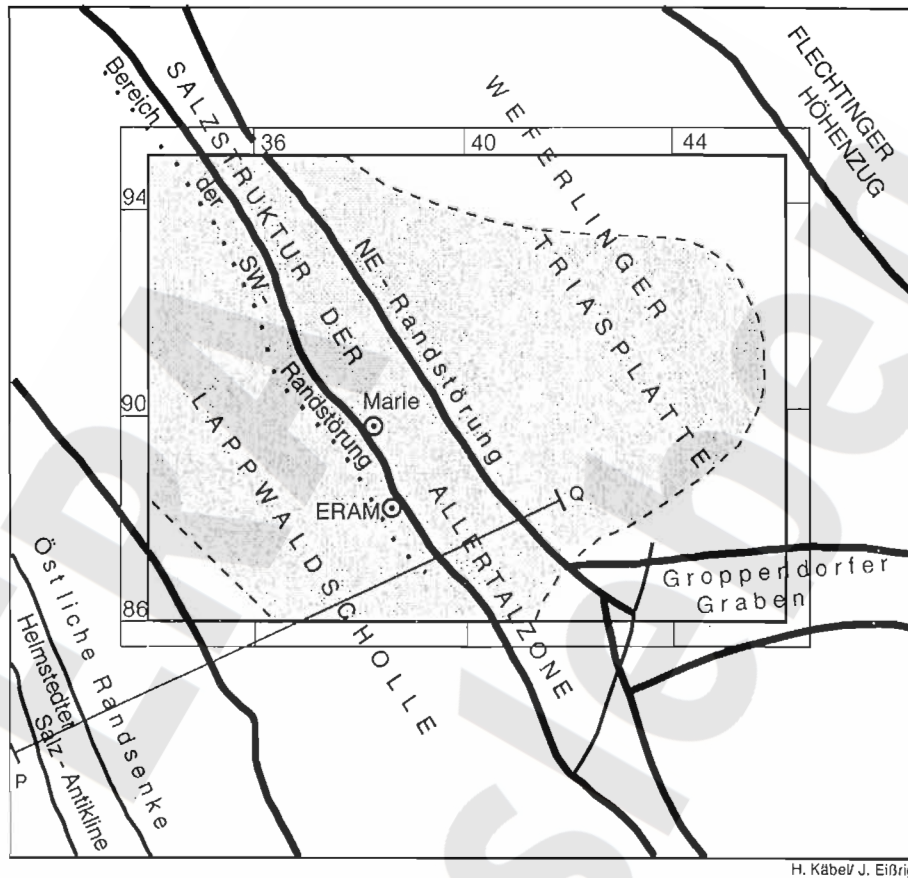 FLECHTINGER
HÖHENZUG
WEFERLINGER
TRIASPLATTE
SALZSTRUKTUR DER
ALLERTALZONE
Bereich der SW-Randstörung
NE-Randstörung
36
40
44
94
90
86
Marie
ERAM
Q
LAPPWALDSCHOLLE
Groppendorfer
Graben
Östliche Randsenke
Helmstedter
Salz-Antikline
P
H. Käbel/ J. Eißrig